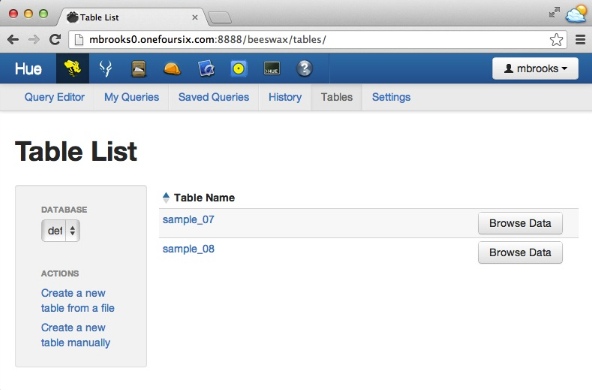 Table List
mbrooks0.onefoursix.com:8888/beeswax/tables/
Hue
HUE
mbrooks
Query Editor
My Queries
Saved Queries
History
Tables
Settings
Table List
DATABASE
def
ACTIONS
Create a new
table from a file
Create a new
table manually
Table Name
sample_07
Browse Data
sample_08
Browse Data